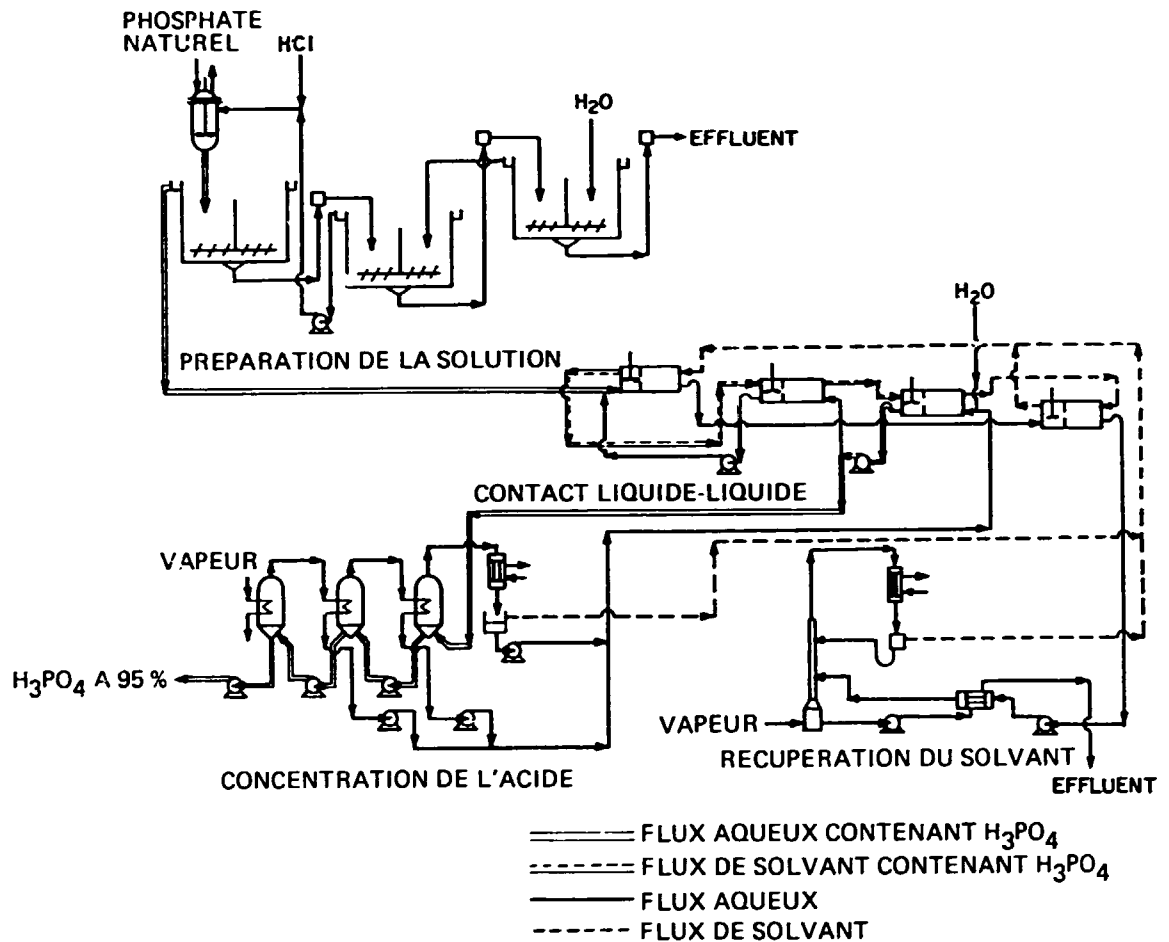 PHOSPHATE
NATUREL
HCl
H₂O
EFFLUENT
H₂O
PREPARATION DE LA SOLUTION
CONTACT LIQUIDE-LIQUIDE
VAPEUR
H₃PO₄ A 95 %
VAPEUR
RECUPERATION DU SOLVANT
CONCENTRATION DE L'ACIDE
EFFLUENT
FLUX AQUEUX CONTENANT H₃PO₄
FLUX DE SOLVANT CONTENANT H₃PO₄
FLUX AQUEUX
FLUX DE SOLVANT